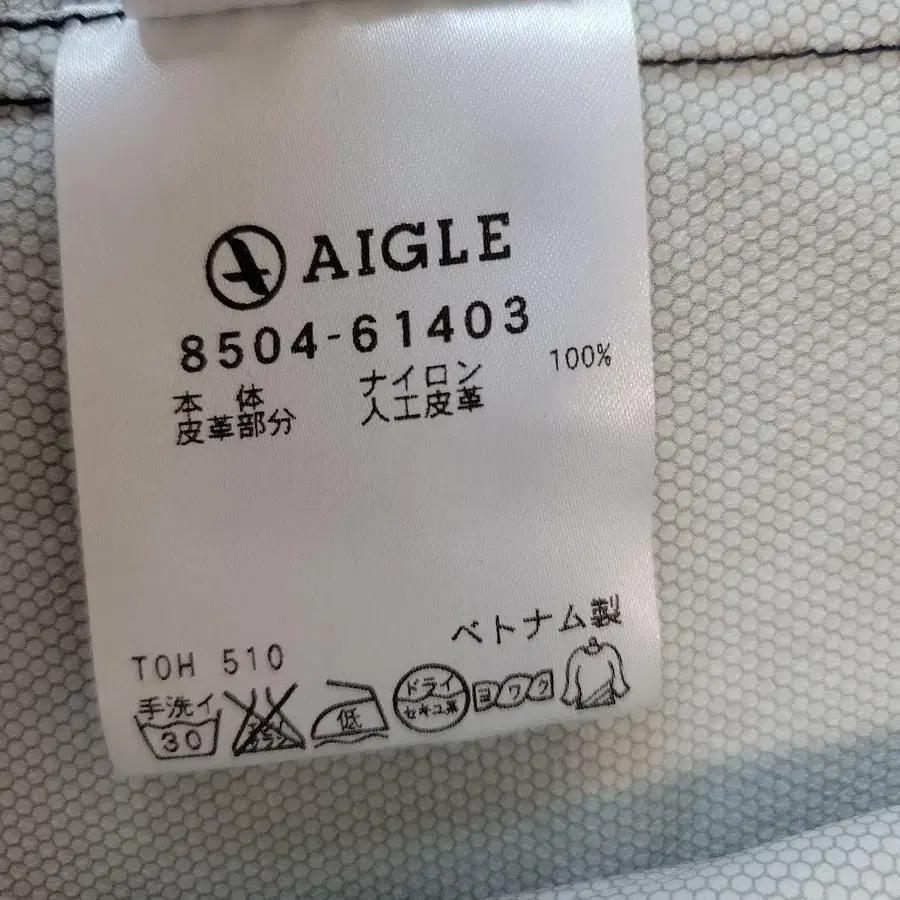 AIGLE
8504-61403
本 体 ナイロン 100%
皮革部分 人工皮革
ベトナム製
TOH 510
手洗イ
30
低
ドライ
セキユ系
ヨワク